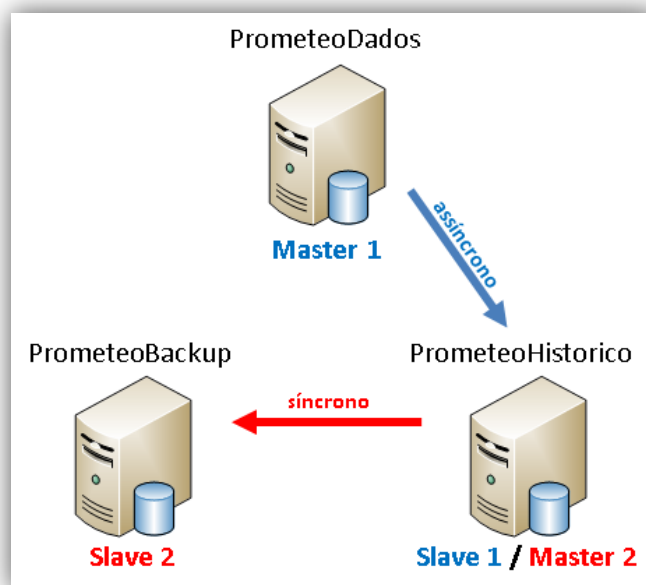 PrometeoDados
Master 1
assíncrono
PrometeoBackup
PrometeoHistorico
síncrono
Slave 2
Slave 1 / Master 2